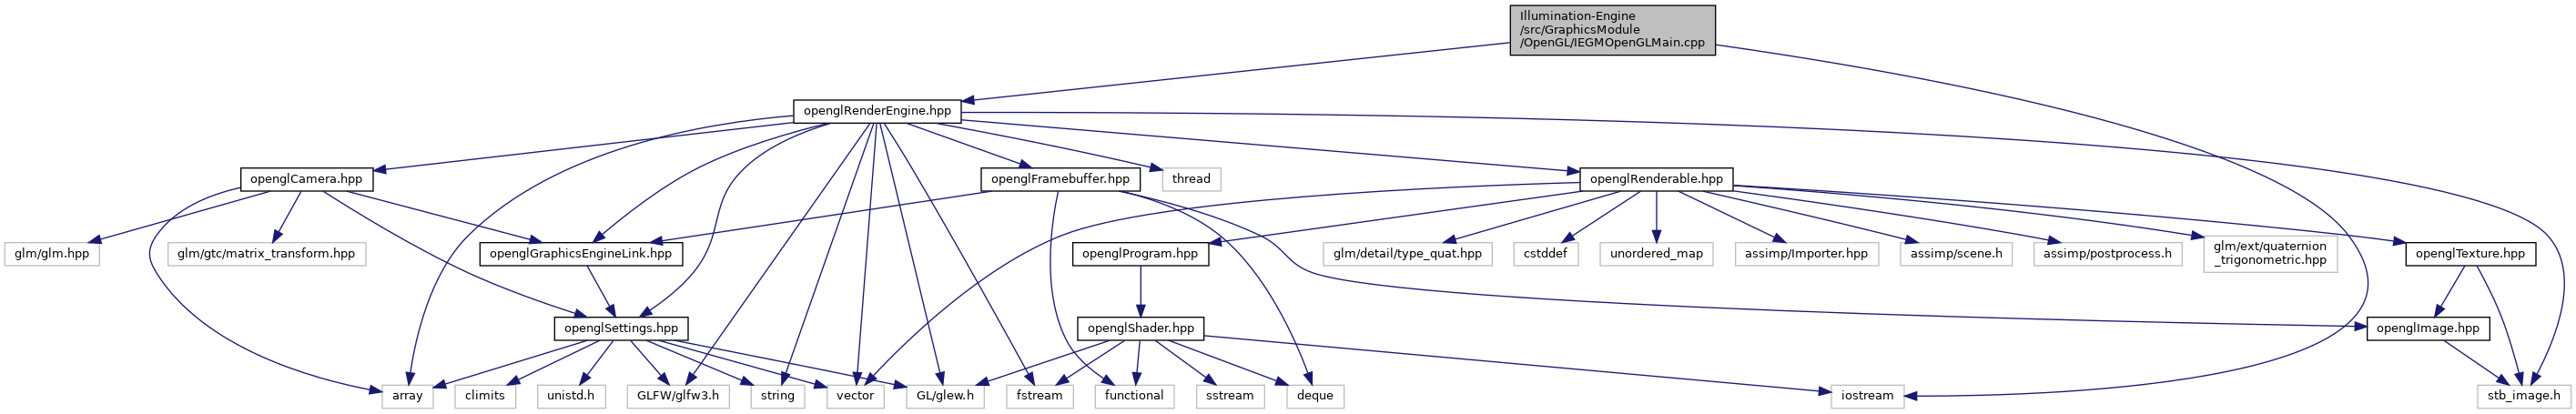 Illumination-Engine
/src/GraphicsModule
/OpenGL/IEGMOpenGLMain.cpp
openglRenderEngine.hpp
openglCamera.hpp
openglFramebuffer.hpp
thread
openglRenderable.hpp
glm/glm.hpp
glm/gtc/matrix_transform.hpp
openglGraphicsEngineLink.hpp
openglProgram.hpp
glm/detail/type_quat.hpp
cstddef
unordered_map
assimp/Importer.hpp
assimp/scene.h
assimp/postprocess.h
glm/ext/quaternion
_trigonometric.hpp
openglTexture.hpp
openglSettings.hpp
openglShader.hpp
openglImage.hpp
array
climits
unistd.h
GLFW/glfw3.h
string
vector
GL/glew.h
fstream
functional
sstream
deque
iostream
stb_image.h